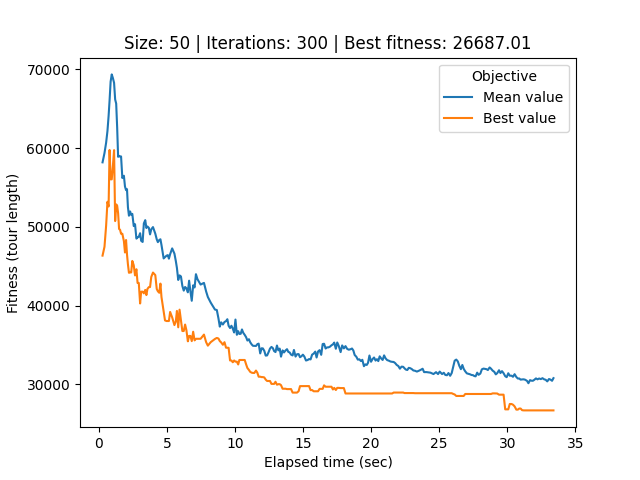 Size: 50 | Iterations: 300 | Best fitness: 26687.01
Objective
Mean value
Best value
Fitness (tour length)
70000
60000
50000
40000
30000
0 5 10 15 20 25 30 35
Elapsed time (sec)